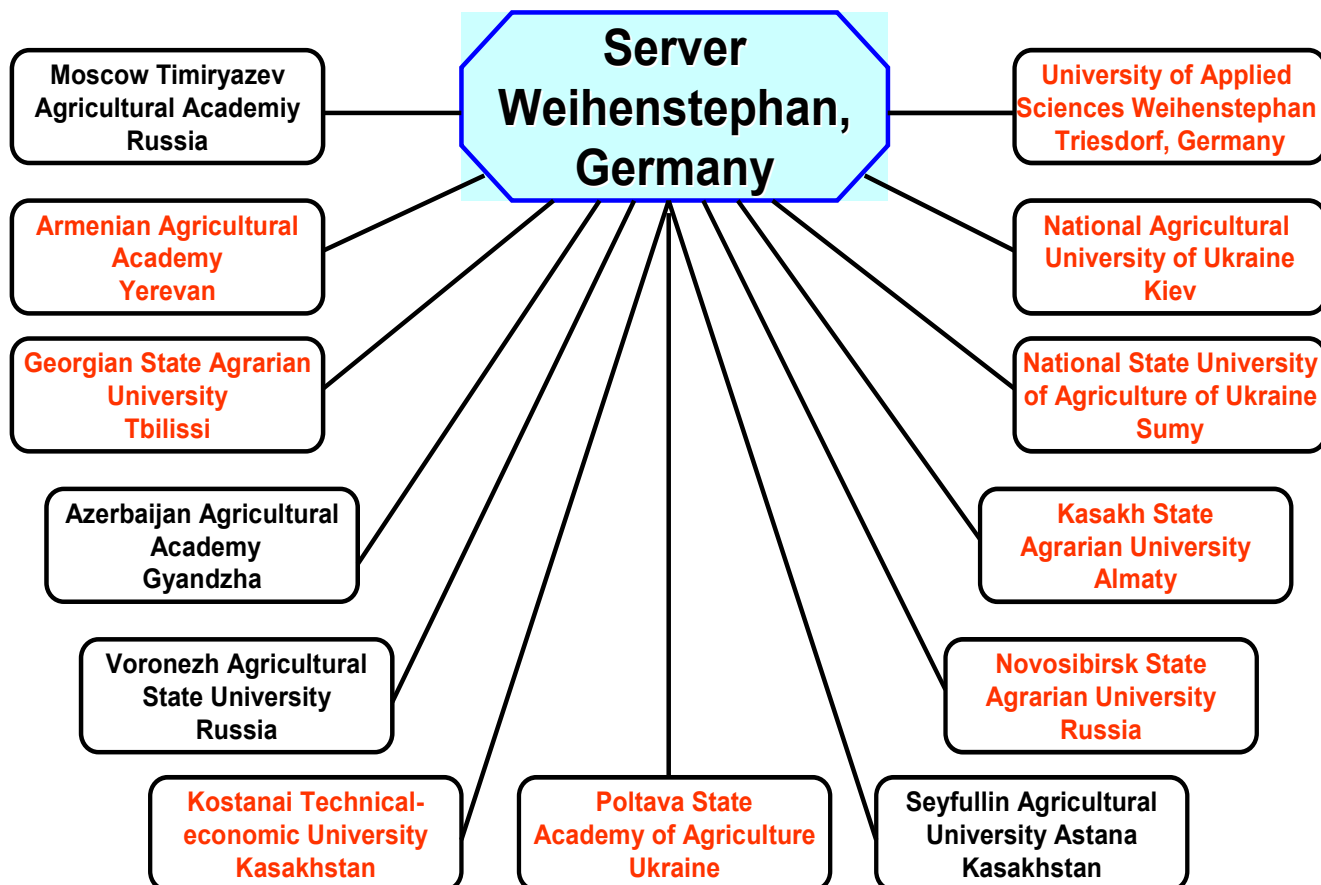 Server
Weihenstephan,
Germany
Moscow Timiryazev
Agricultural Academiy
Russia
University of Applied
Sciences Weihenstephan
Triesdorf, Germany
Armenian Agricultural
Academy
Yerevan
National Agricultural
University of Ukraine
Kiev
Georgian State Agrarian
University
Tbilissi
National State University
of Agriculture of Ukraine
Sumy
Azerbaijan Agricultural
Academy
Gyandzha
Kasakh State
Agrarian University
Almaty
Voronezh Agricultural
State University
Russia
Novosibirsk State
Agrarian University
Russia
Kostanai Technical-
economic University
Kasakhstan
Poltava State
Academy of Agriculture
Ukraine
Seyfullin Agricultural
University Astana
Kasakhstan